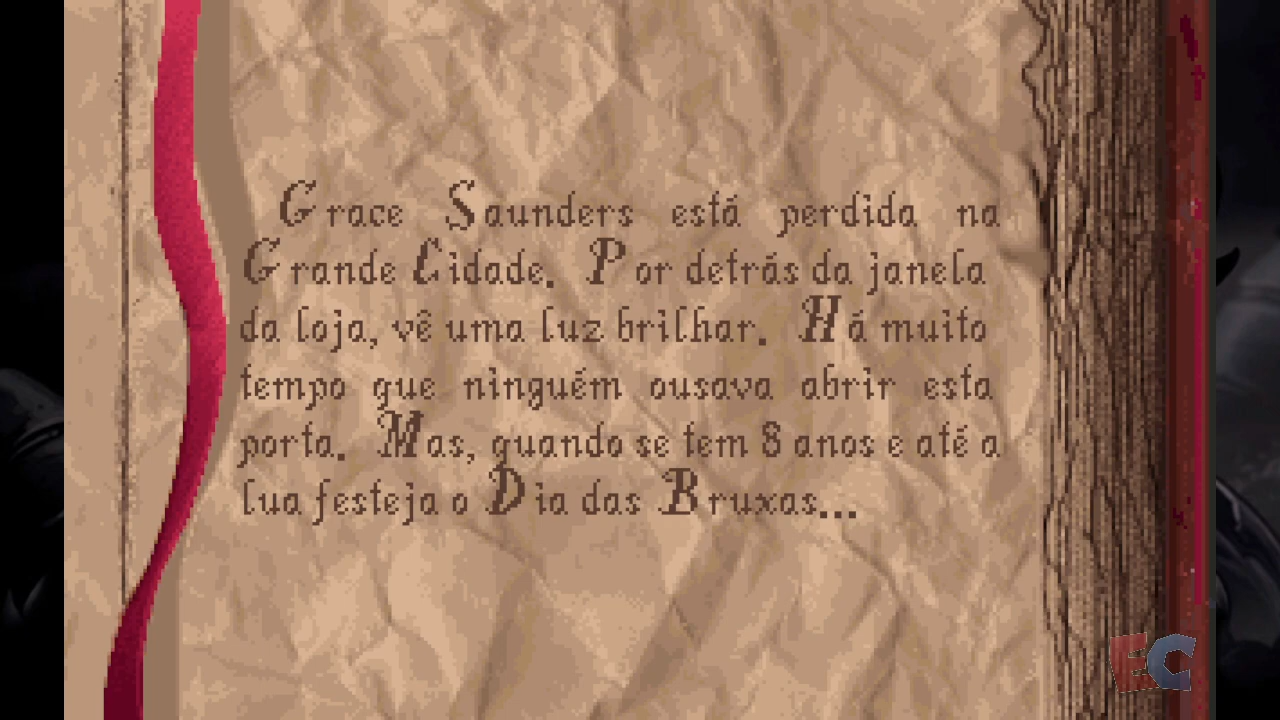 Grace Saunders está perdida na
Grande Cidade. Por detrás da janela
da loja, vê uma luz brilhar. Há muito
tempo que ninguém ousava abrir esta
porta. Mas, quando se tem 8 anos e até a
lua festeja o Dia das Bruxas...
EC